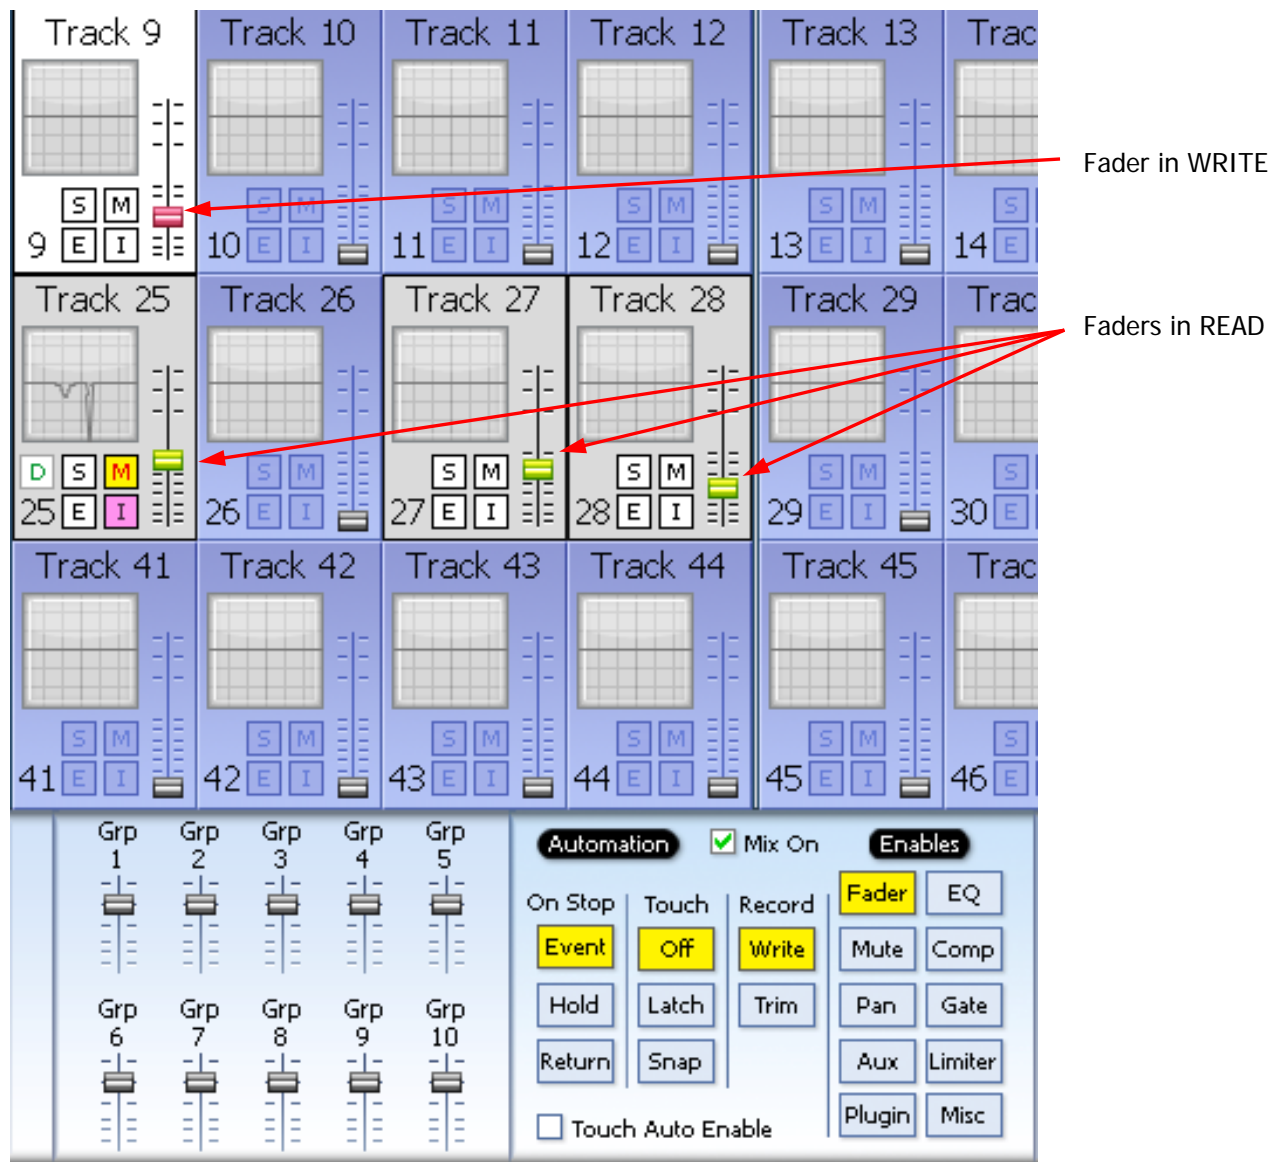 Track 9 Track 10 Track 11 Track 12 Track 13 Trac
Fader in WRITE
S M S M S M S M S M S
9 E I 10 E I 11 E I 12 E I 13 E I 14 E
Track 25 Track 26 Track 27 Track 28 Track 29 Trac
Faders in READ
D S M S M S M S M S M S
25 E I 26 E I 27 E I 28 E I 29 E I 30 E
Track 41 Track 42 Track 43 Track 44 Track 45 Trac
S M S M S M S M S M S
41 E I 42 E I 43 E I 44 E I 45 E I 46 E
Grp Grp Grp Grp Grp
1 2 3 4 5
Grp Grp Grp Grp Grp
6 7 8 9 10
Automation Mix On Enables
On Stop Touch Record Fader EQ
Event Off Write Mute Comp
Hold Latch Trim Pan Gate
Return Snap Aux Limiter
Touch Auto Enable Plugin Misc